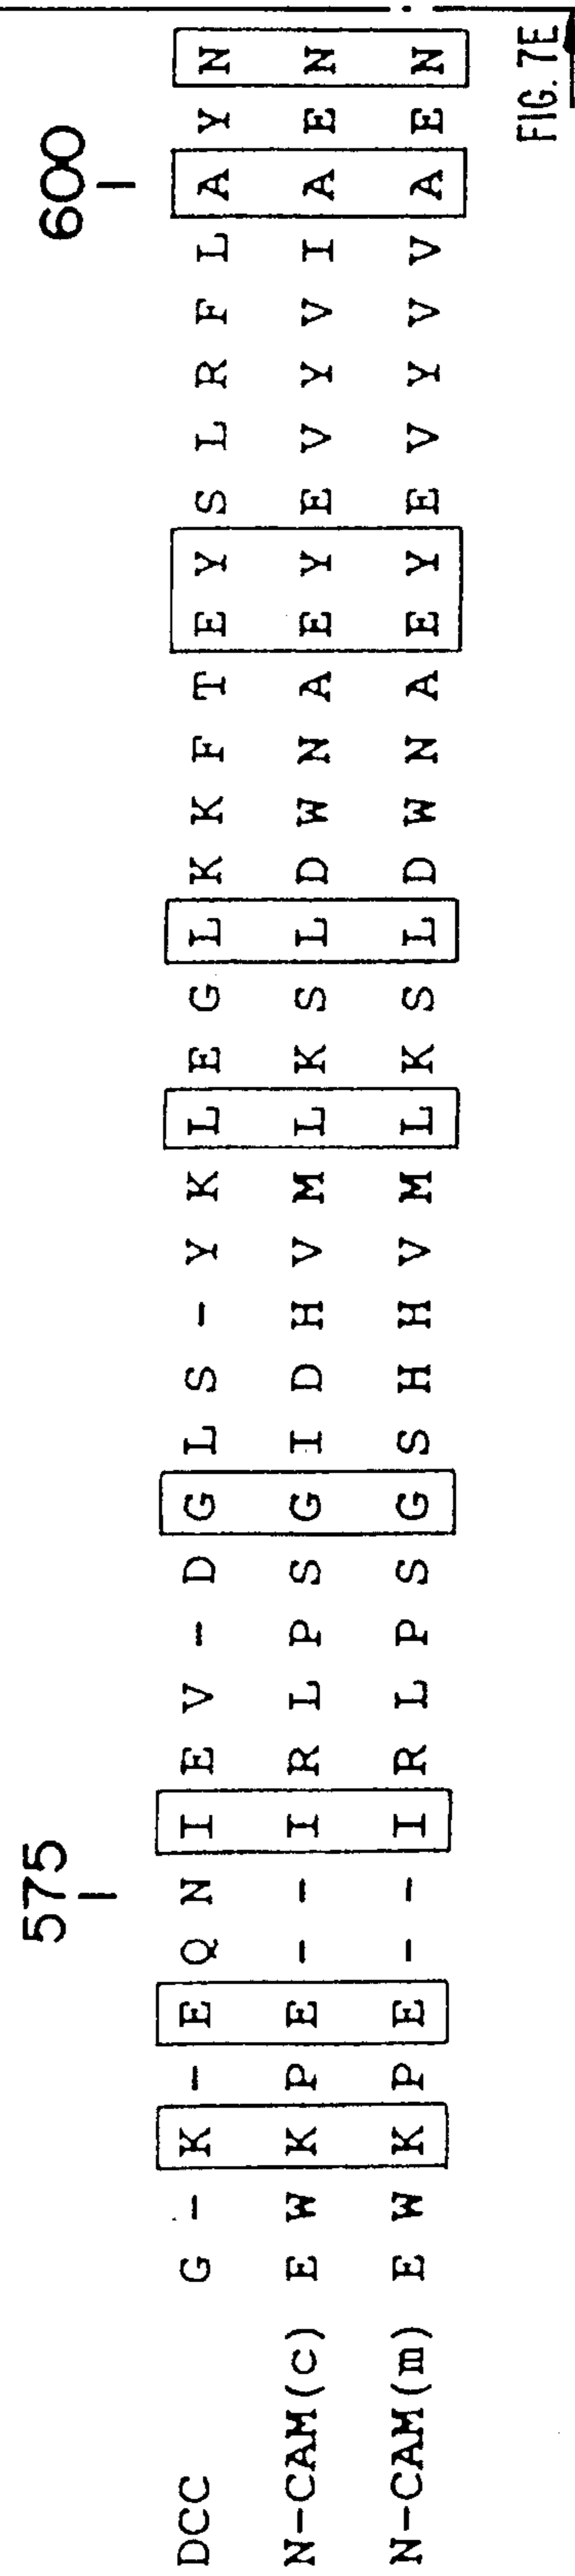 575 600
DCC G - K - E Q N I E V - D G L S - Y K L E G L K K F T E Y S L R F L A Y N
N-CAM(c) E W K P E - - I R L P S G I D H V M L K S L D W N A E Y E V Y V I A E N
N-CAM(m) E W K P E - - I R L P S G S H H V M L K S L D W N A E Y E V Y V V A E N
FIG. 7E